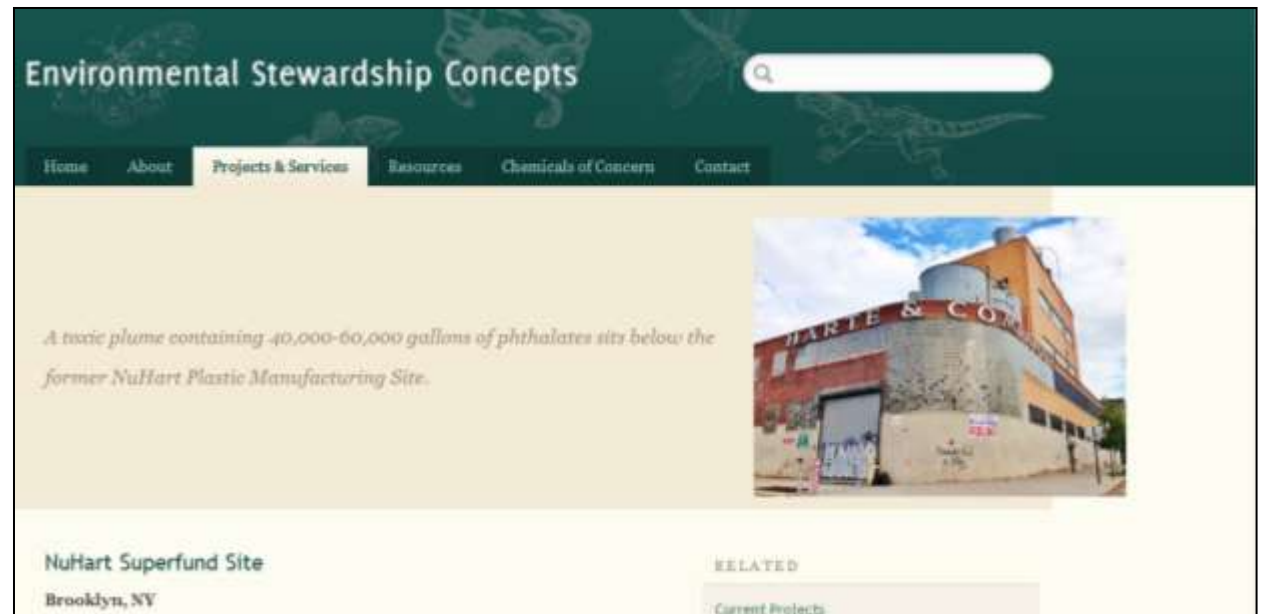 Environmental Stewardship Concepts
Home About Projects & Services Resources Chemicals of Concern Contact
A toxic plume containing 40,000-60,000 gallons of phthalates sits below the
former NuHart Plastic Manufacturing Site.
HARTE & COM
NuHart Superfund Site
Brooklyn, NY
RELATED
Current Projects